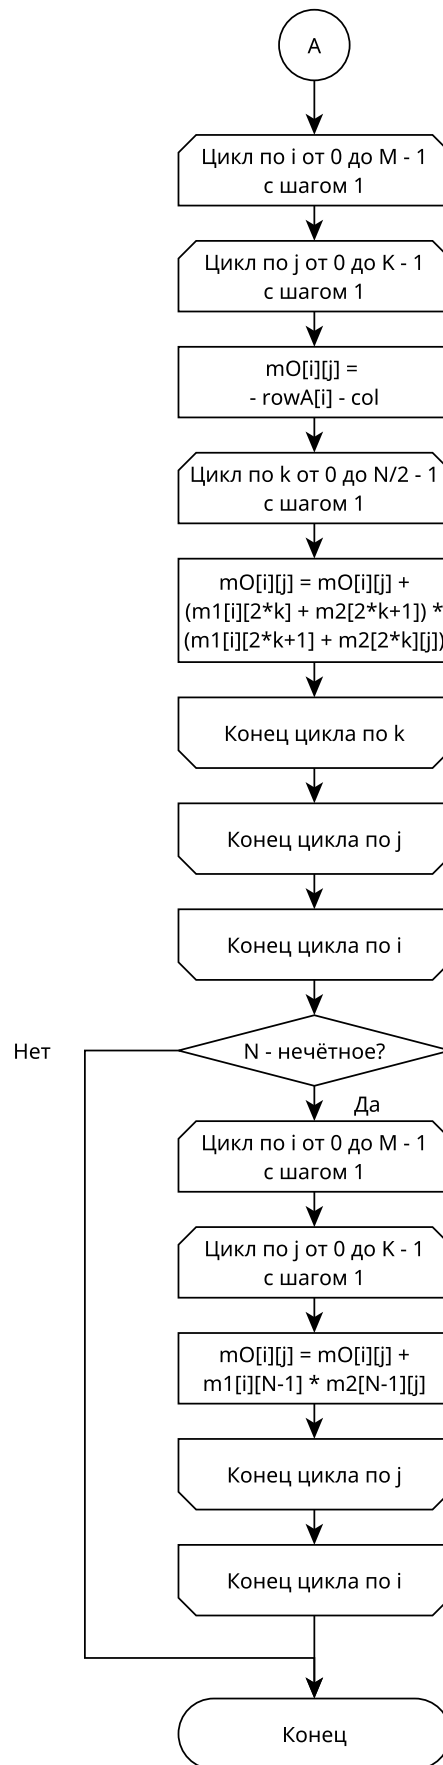 A
Цикл по i от 0 до M - 1
с шагом 1
Цикл по j от 0 до K - 1
с шагом 1
mO[i][j] =
- rowA[i] - col
Цикл по k от 0 до N/2 - 1
с шагом 1
mO[i][j] = mO[i][j] +
(m1[i][2*k] + m2[2*k+1]) *
(m1[i][2*k+1] + m2[2*k][j])
Конец цикла по k
Конец цикла по j
Конец цикла по i
N - нечётное?
Нет
Да
Цикл по i от 0 до M - 1
с шагом 1
Цикл по j от 0 до K - 1
с шагом 1
mO[i][j] = mO[i][j] +
m1[i][N-1] * m2[N-1][j]
Конец цикла по j
Конец цикла по i
Конец